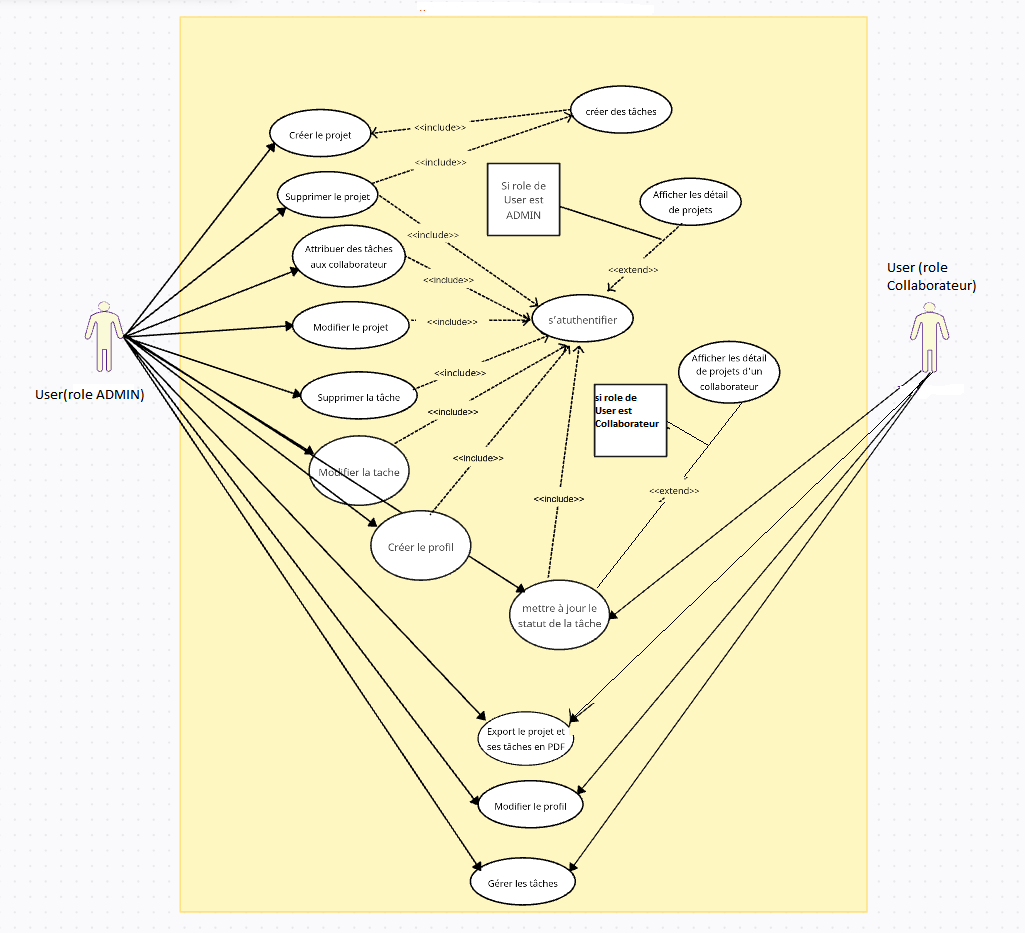 créer des tâches
Créer le projet
<<include>>
<<include>>
Si role de
User est
ADMIN
Supprimer le projet
Afficher les détail
de projets
<<include>>
Attribuer des tâches
aux collaborateur
<<extend>>
<<include>>
User (role
Collaborateur)
<<include>>
s'atuthentifier
Modifier le projet
Afficher les détail
de projets d'un
collaborateur
<<include>>
User(role ADMIN)
Supprimer la tâche
si role de
User est
Collaborateur
<<include>>
<<include>>
Modifier la tache
<<extend>>
<<include>>
Créer le profil
mettre à jour le
statut de la tâche
Export le projet et
ses tâches en PDF
Modifier le profil
Gérer les tâches